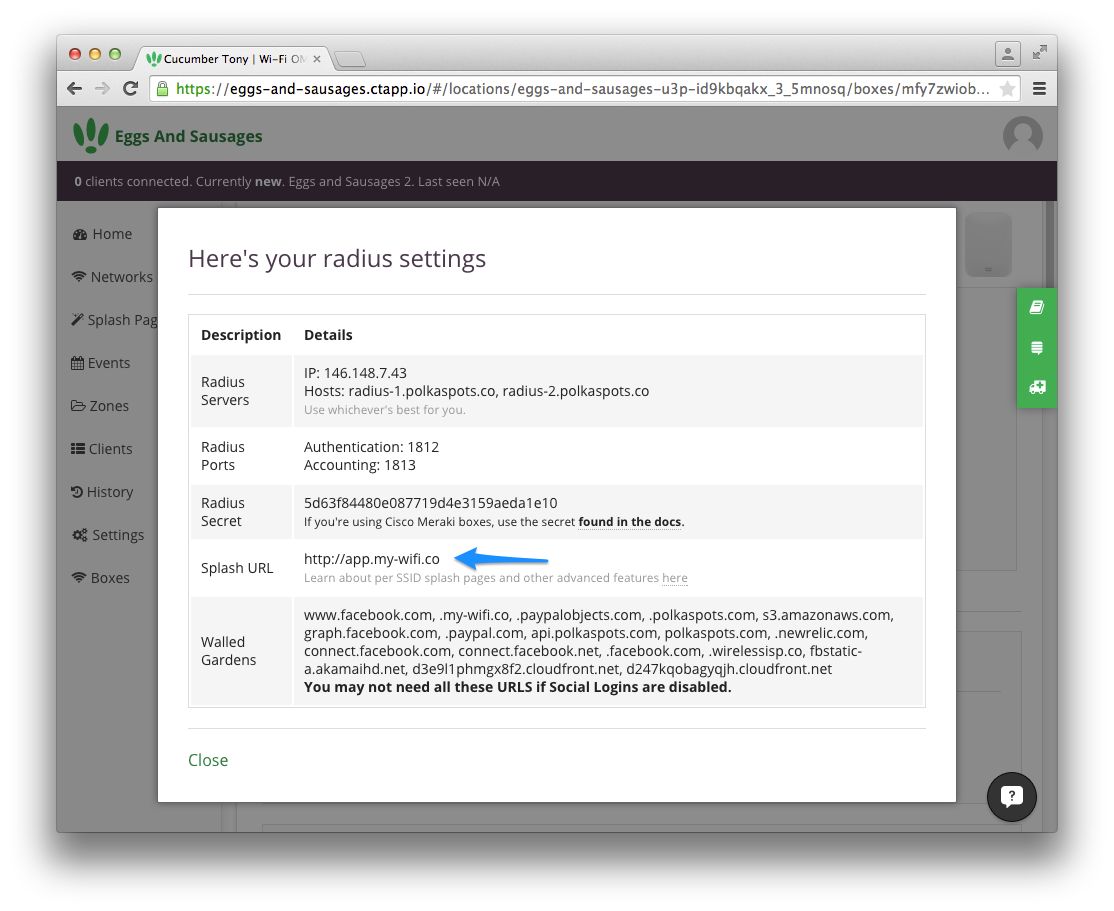 Cucumber Tony | Wi-Fi OM
https://eggs-and-sausages.ctapp.io/#/locations/eggs-and-sausages-u3p-id9kbqakx_3_5mnosq/boxes/mfy7zwiob...
Eggs And Sausages
0 clients connected. Currently new. Eggs and Sausages 2. Last seen N/A
Home
Networks
Splash Pag
Events
Zones
Clients
History
Settings
Boxes
Here's your radius settings
Description Details
Radius Servers
IP: 146.148.7.43
Hosts: radius-1.polkaspots.co, radius-2.polkaspots.co
Use whichever's best for you.
Radius Ports
Authentication: 1812
Accounting: 1813
Radius Secret
5d63f84480e087719d4e3159aeda1e10
If you're using Cisco Meraki boxes, use the secret found in the docs.
Splash URL
http://app.my-wifi.co
Learn about per SSID splash pages and other advanced features here
Walled Gardens
www.facebook.com, .my-wifi.co, .paypalobjects.com, .polkaspots.com, s3.amazonaws.com,
graph.facebook.com, .paypal.com, api.polkaspots.com, polkaspots.com, .newrelic.com,
connect.facebook.com, connect.facebook.net, .facebook.com, .wirelessisp.co, fbstatic-
a.akamaihd.net, d3e9l1phmgx8f2.cloudfront.net, d247kqobagyqjh.cloudfront.net
You may not need all these URLS if Social Logins are disabled.
Close